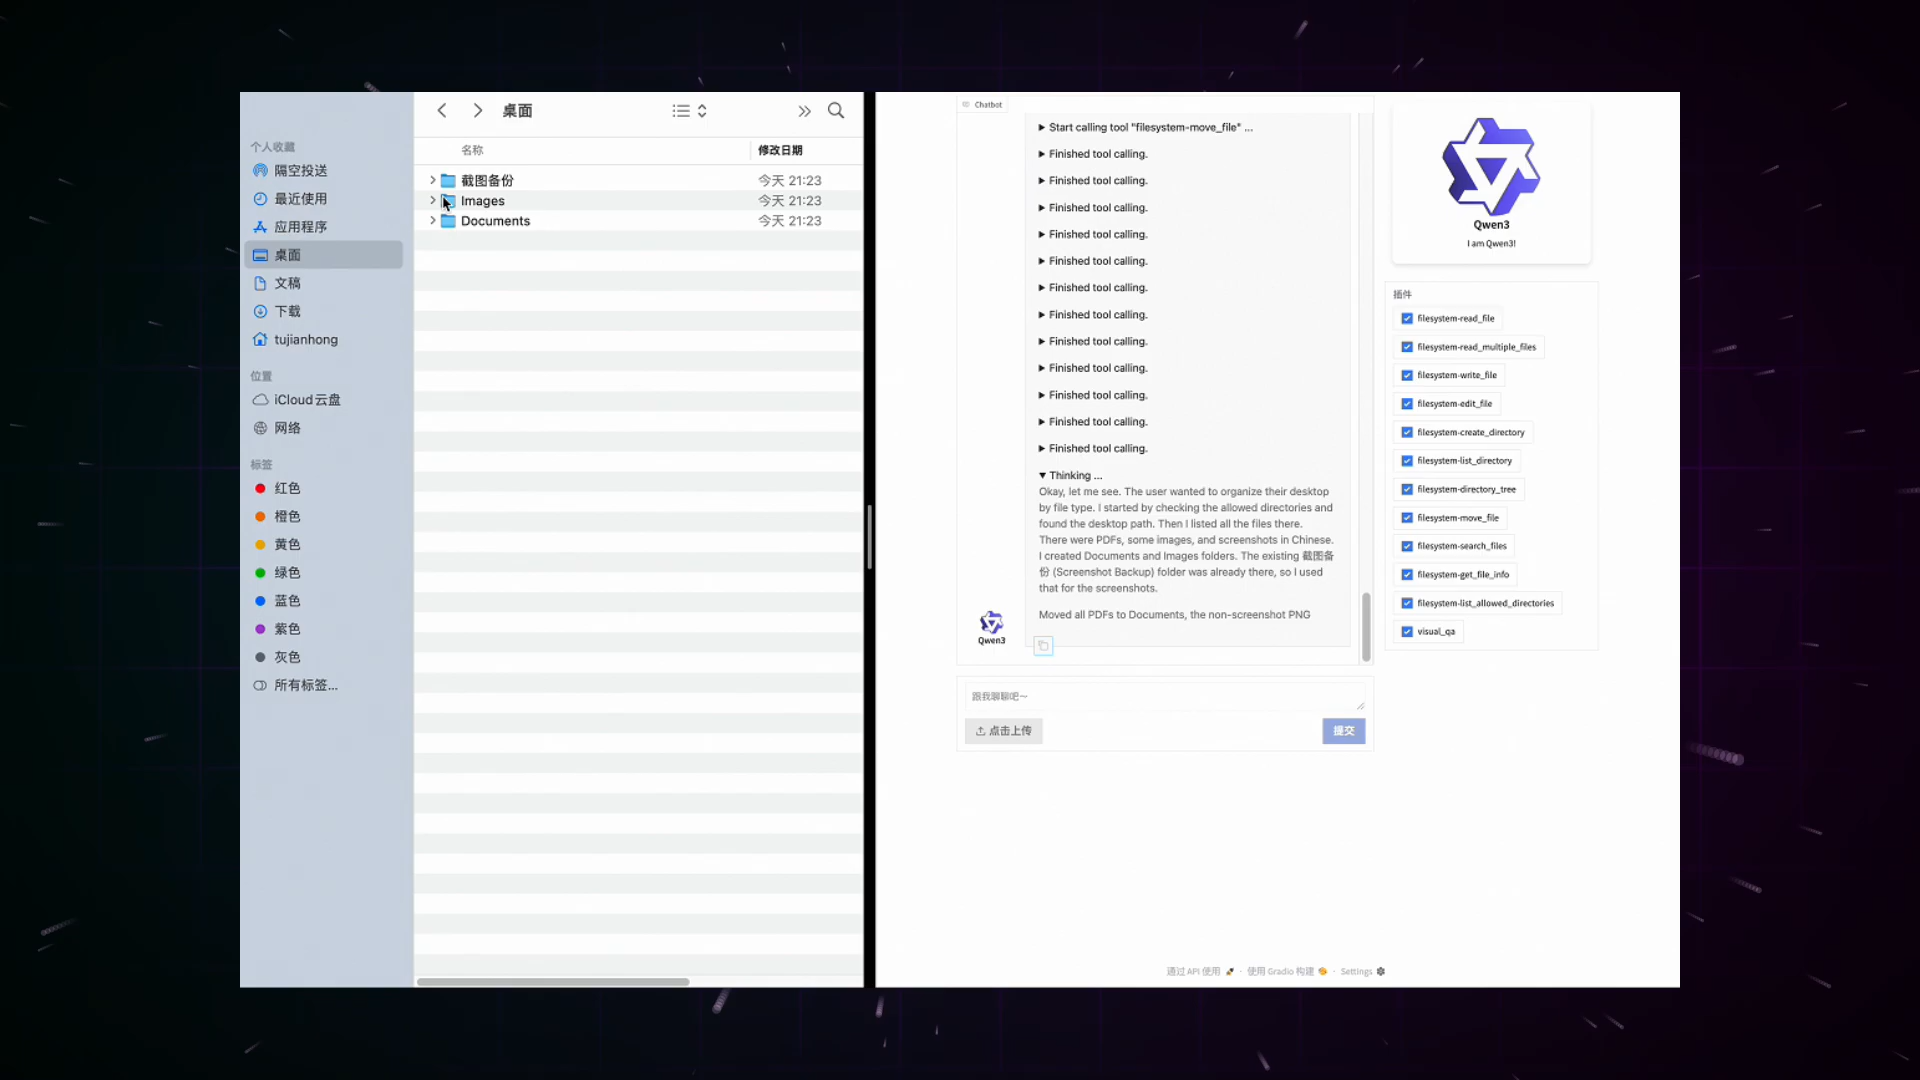 桌面
名称
修改日期
个人收藏
隔空投送
最近使用
应用程序
桌面
文稿
下载
tujianhong
位置
iCloud云盘
网络
标签
红色
橙色
黄色
绿色
蓝色
紫色
灰色
所有标签...
截图备份 今天 21:23
Images 今天 21:23
Documents 今天 21:23
Chatbot
Start calling tool "filesystem-move_file" ...
Finished tool calling.
Finished tool calling.
Finished tool calling.
Finished tool calling.
Finished tool calling.
Finished tool calling.
Finished tool calling.
Finished tool calling.
Finished tool calling.
Finished tool calling.
Finished tool calling.
Finished tool calling.
Thinking ...
Okay, let me see. The user wanted to organize their desktop
by file type. I started by checking the allowed directories and
found the desktop path. Then I listed all the files there.
There were PDFs, some images, and screenshots in Chinese.
I created Documents and Images folders. The existing 截图备
份 (Screenshot Backup) folder was already there, so I used
that for the screenshots.
Moved all PDFs to Documents, the non-screenshot PNG
Qwen3
跟我聊聊吧～
点击上传
提交
Qwen3
I am Qwen3!
插件
filesystem-read_file
filesystem-read_multiple_files
filesystem-write_file
filesystem-edit_file
filesystem-create_directory
filesystem-list_directory
filesystem-directory_tree
filesystem-move_file
filesystem-search_files
filesystem-get_file_info
filesystem-list_allowed_directories
visual_qa
通过 API 使用 · 使用 Gradio 构建 · Settings